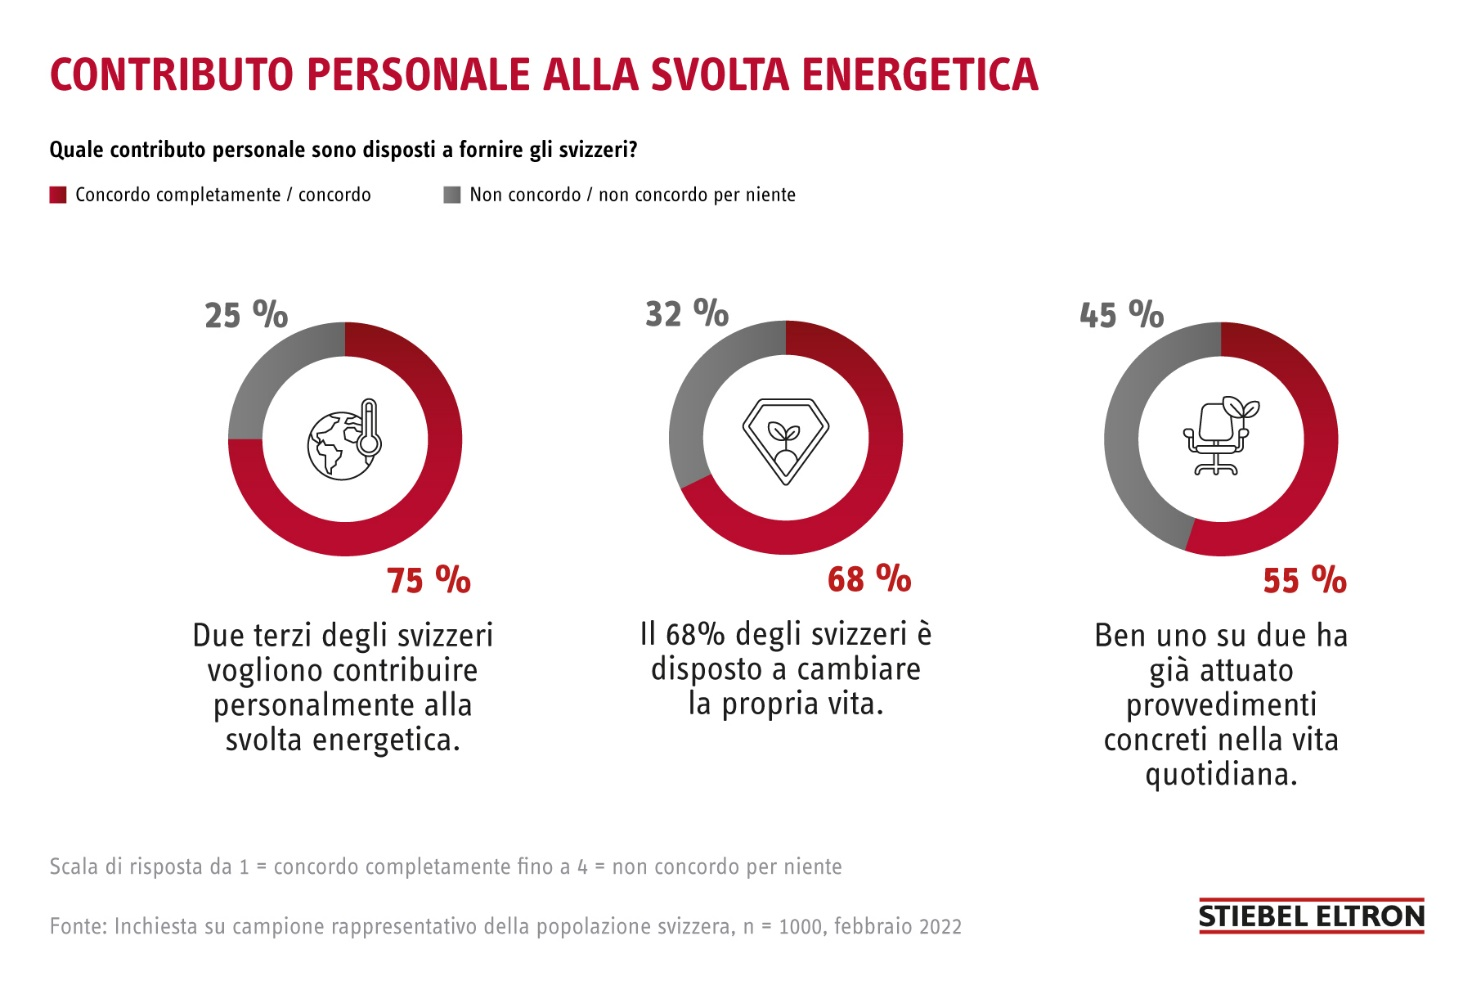 CONTRIBUTO PERSONALE ALLA SVOLTA ENERGETICA
Quale contributo personale sono disposti a fornire gli svizzeri?
Concordo completamente / concordo
Non concordo / non concordo per niente
25 %
75 %
Due terzi degli svizzeri
vogliono contribuire
personalmente alla
svolta energetica.
32 %
68 %
Il 68% degli svizzeri è
disposto a cambiare
la propria vita.
45 %
55 %
Ben uno su due ha
già attuato
provvedimenti
concreti nella vita
quotidiana.
Scala di risposta da 1 = concordo completamente fino a 4 = non concordo per niente
Fonte: Inchiesta su campione rappresentativo della popolazione svizzera, n = 1000, febbraio 2022
STIEBEL ELTRON